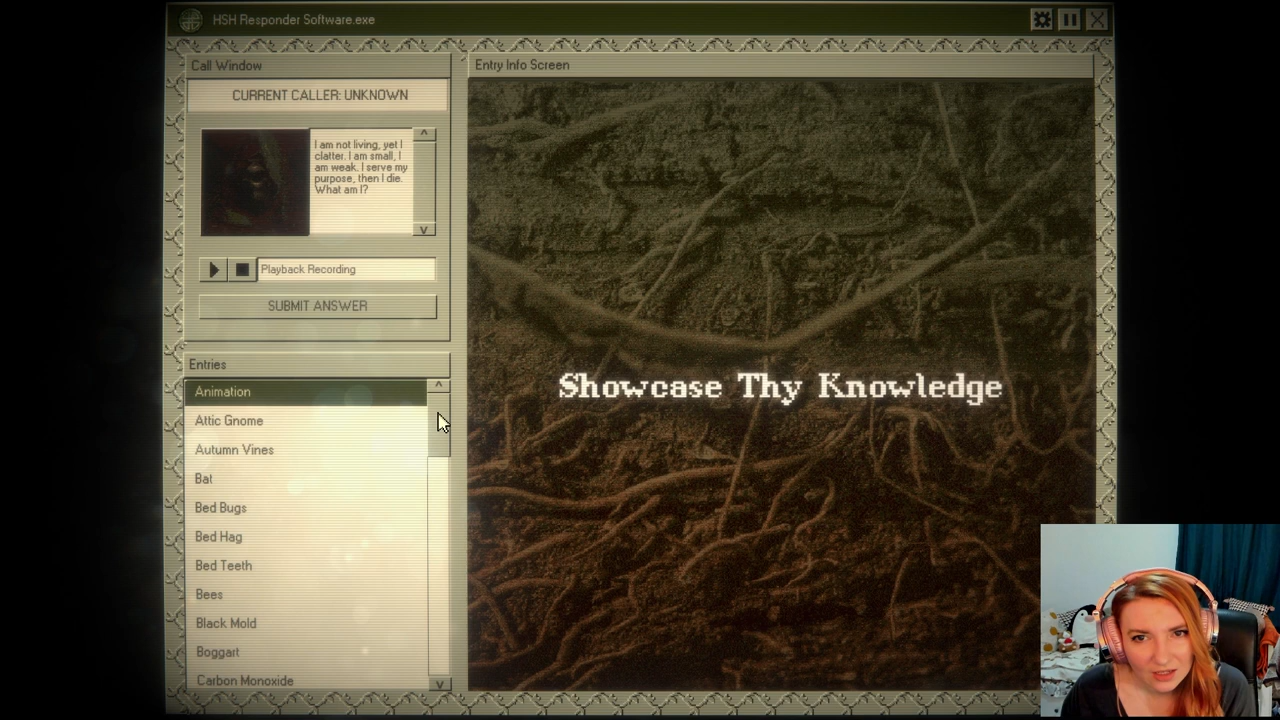 HSH Responder Software.exe
Call Window
CURRENT CALLER: UNKNOWN
I am not living, yet I
clatter. I am small, I
am weak. I serve my
purpose, then I die.
What am I?
Playback Recording
SUBMIT ANSWER
Entries
Animation
Attic Gnome
Autumn Vines
Bat
Bed Bugs
Bed Hag
Bed Teeth
Bees
Black Mold
Boggart
Carbon Monoxide
Entry Info Screen
Showcase Thy Knowledge